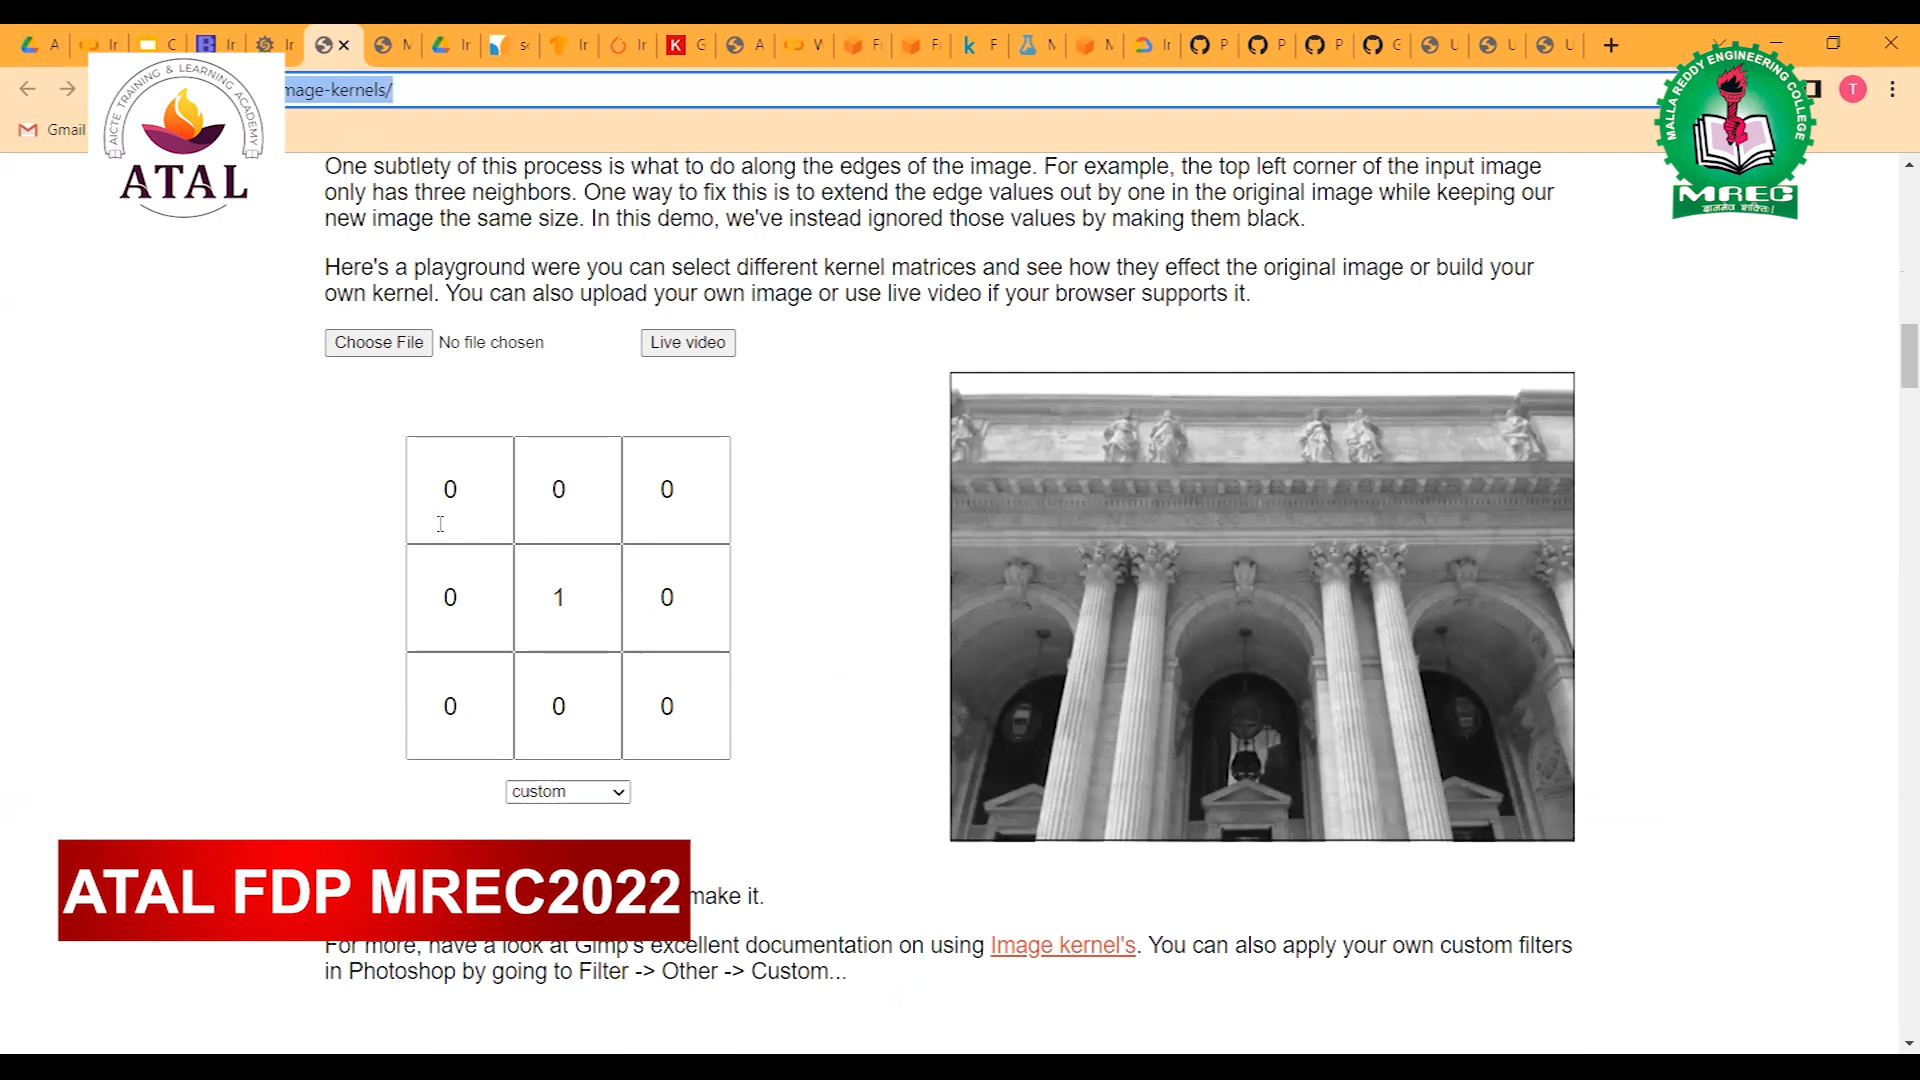 mage-kernels/
Gmail
AICTE TRAINING & LEARNING ACADEMY
ATAL
MALLA REDDY ENGINEERING COLLEGE
MREC
T
One subtlety of this process is what to do along the edges of the image. For example, the top left corner of the input image
only has three neighbors. One way to fix this is to extend the edge values out by one in the original image while keeping our
new image the same size. In this demo, we've instead ignored those values by making them black.
Here's a playground were you can select different kernel matrices and see how they effect the original image or build your
own kernel. You can also upload your own image or use live video if your browser supports it.
Choose File No file chosen Live video
0 0 0
0 1 0
0 0 0
custom
ATAL FDP MREC2022
make it.
For more, have a look at Gimp's excellent documentation on using Image kernel's. You can also apply your own custom filters
in Photoshop by going to Filter -> Other -> Custom...